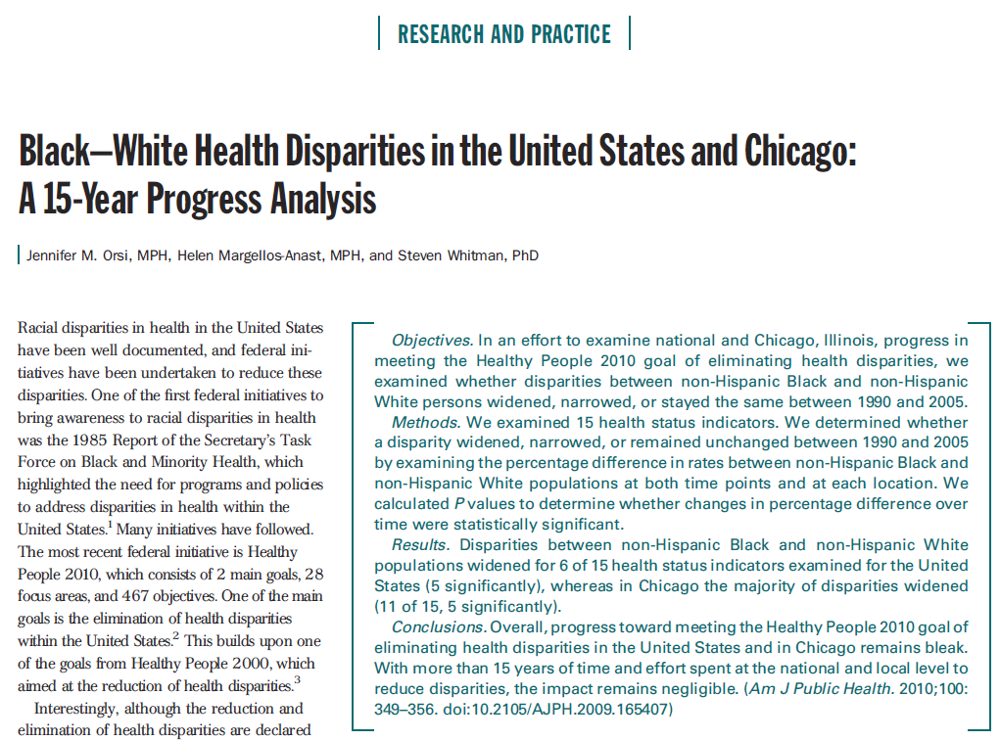 RESEARCH AND PRACTICE
Black—White Health Disparities in the United States and Chicago:
A 15-Year Progress Analysis
Jennifer M. Orsi, MPH, Helen Margellos-Anast, MPH, and Steven Whitman, PhD
Racial disparities in health in the United States
have been well documented, and federal ini-
tiatives have been undertaken to reduce these
disparities. One of the first federal initiatives to
bring awareness to racial disparities in health
was the 1985 Report of the Secretary's Task
Force on Black and Minority Health, which
highlighted the need for programs and policies
to address disparities in health within the
United States.1 Many initiatives have followed.
The most recent federal initiative is Healthy
People 2010, which consists of 2 main goals, 28
focus areas, and 467 objectives. One of the main
goals is the elimination of health disparities
within the United States.2 This builds upon one
of the goals from Healthy People 2000, which
aimed at the reduction of health disparities.3
Interestingly, although the reduction and
elimination of health disparities are declared
Objectives. In an effort to examine national and Chicago, Illinois, progress in
meeting the Healthy People 2010 goal of eliminating health disparities, we
examined whether disparities between non-Hispanic Black and non-Hispanic
White persons widened, narrowed, or stayed the same between 1990 and 2005.
Methods. We examined 15 health status indicators. We determined whether
a disparity widened, narrowed, or remained unchanged between 1990 and 2005
by examining the percentage difference in rates between non-Hispanic Black and
non-Hispanic White populations at both time points and at each location. We
calculated P values to determine whether changes in percentage difference over
time were statistically significant.
Results. Disparities between non-Hispanic Black and non-Hispanic White
populations widened for 6 of 15 health status indicators examined for the United
States (5 significantly), whereas in Chicago the majority of disparities widened
(11 of 15, 5 significantly).
Conclusions. Overall, progress toward meeting the Healthy People 2010 goal of
eliminating health disparities in the United States and in Chicago remains bleak.
With more than 15 years of time and effort spent at the national and local level to
reduce disparities, the impact remains negligible. (Am J Public Health. 2010;100:
349–356. doi:10.2105/AJPH.2009.165407)